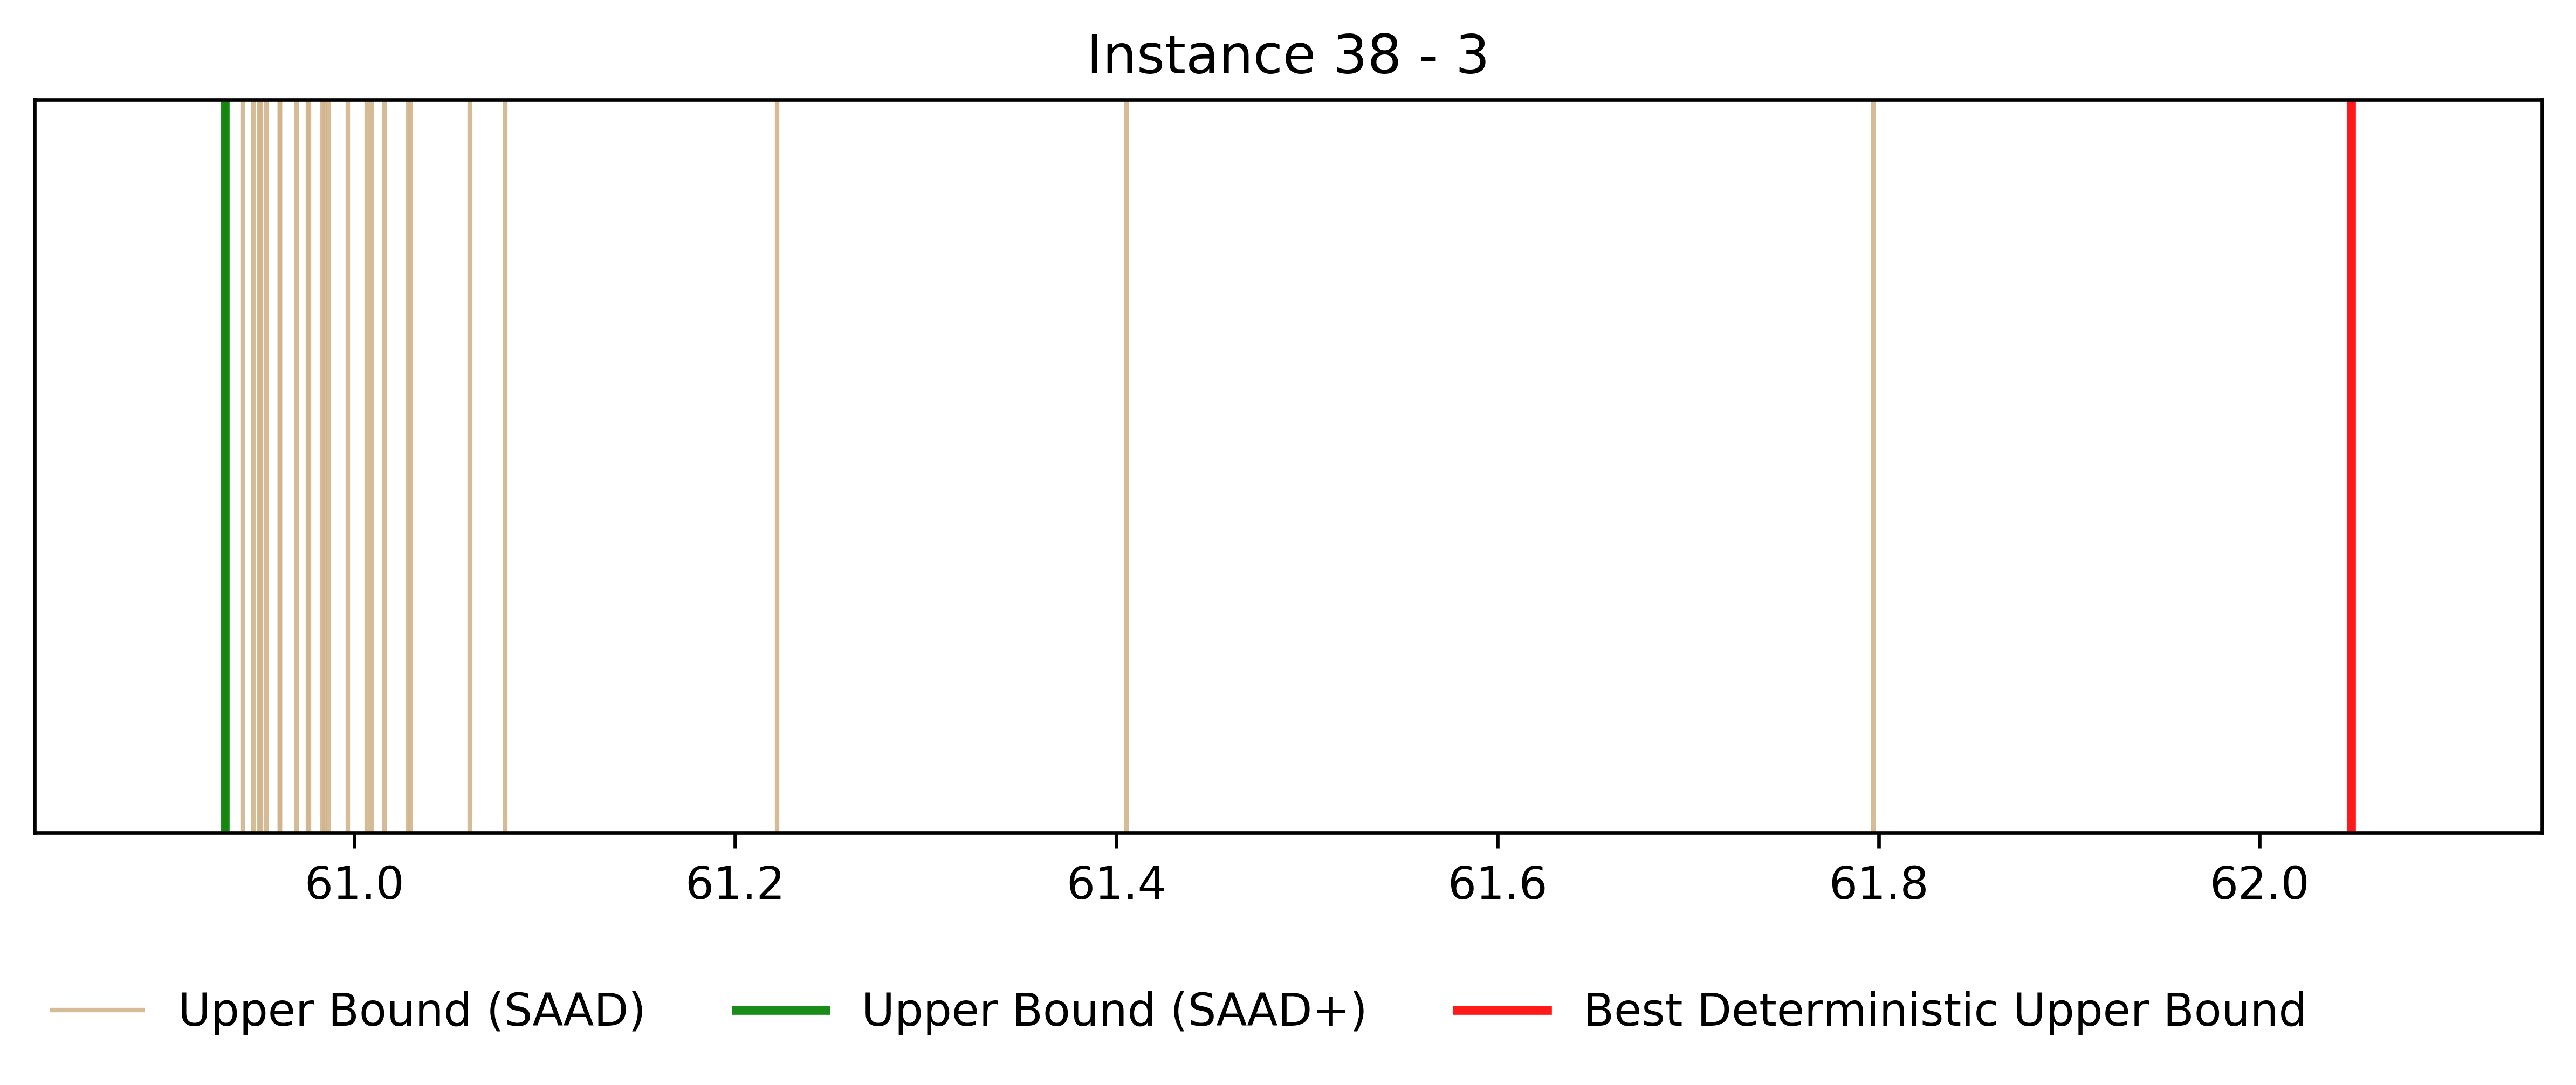 Instance 38 - 3
61.0 61.2 61.4 61.6 61.8 62.0
Upper Bound (SAAD) Upper Bound (SAAD+) Best Deterministic Upper Bound